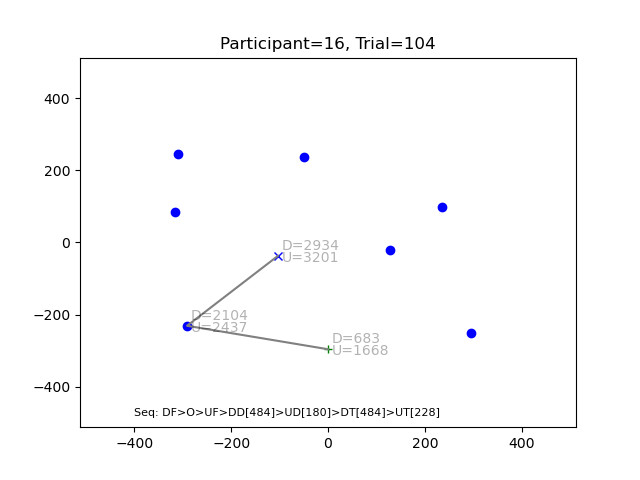 Participant=16, Trial=104
400
200
0
−200
−400
D=2934
U=3201
D=2104
U=2437
D=683
U=1668
Seq: DF>O>UF>DD[484]>UD[180]>DT[484]>UT[228]
−400 −200 0 200 400